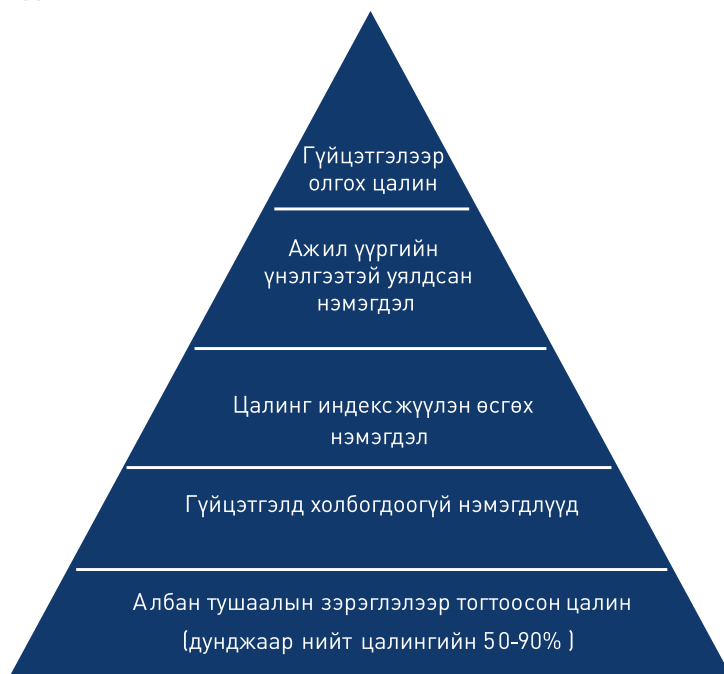 Гүйцэтгэлээр
олгох цалин
Ажил үүргийн
үнэлгээтэй уялдсан
нэмэгдэл
Цалинг индексжүүлэн өсгөх
нэмэгдэл
Гүйцэтгэлд холбогдоогүй нэмэгдлүүд
Албан тушаалын зэрэглэлээр тогтоосон цалин
(дунджаар нийт цалингийн 50-90% )